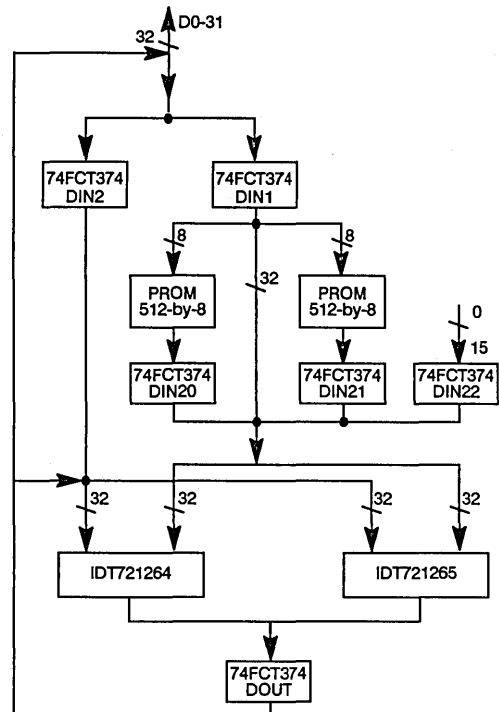 D0-31
32
74FCT374
DIN2
74FCT374
DIN1
8
8
32
PROM
512-by-8
PROM
512-by-8
0
15
74FCT374
DIN20
74FCT374
DIN21
74FCT374
DIN22
32
32
32
32
IDT721264
IDT721265
74FCT374
DOUT